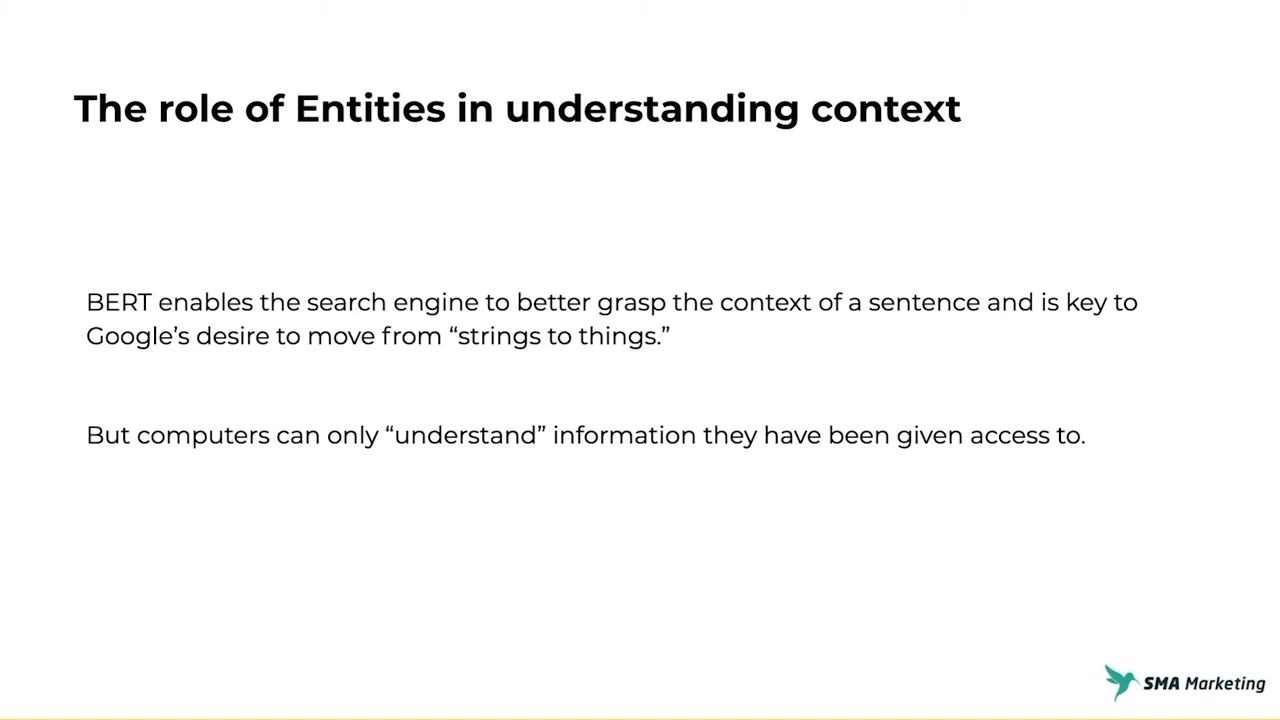 The role of Entities in understanding context
BERT enables the search engine to better grasp the context of a sentence and is key to
Google’s desire to move from “strings to things.”
But computers can only “understand” information they have been given access to.
SMA Marketing